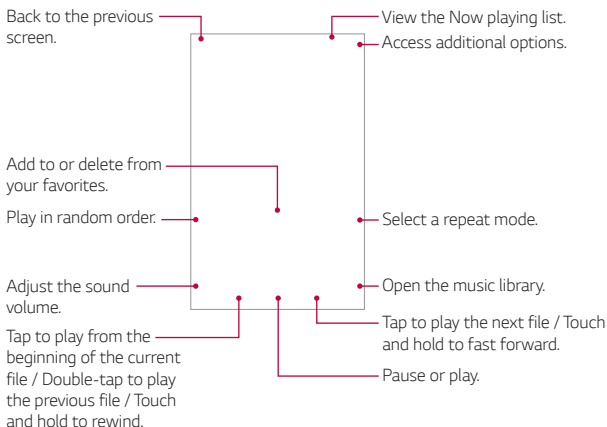 Back to the previous
screen.
View the Now playing list.
Access additional options.
Add to or delete from
your favorites.
Play in random order.
Select a repeat mode.
Adjust the sound
volume.
Open the music library.
Tap to play from the
beginning of the current
file / Double-tap to play
the previous file / Touch
and hold to rewind.
Tap to play the next file / Touch
and hold to fast forward.
Pause or play.